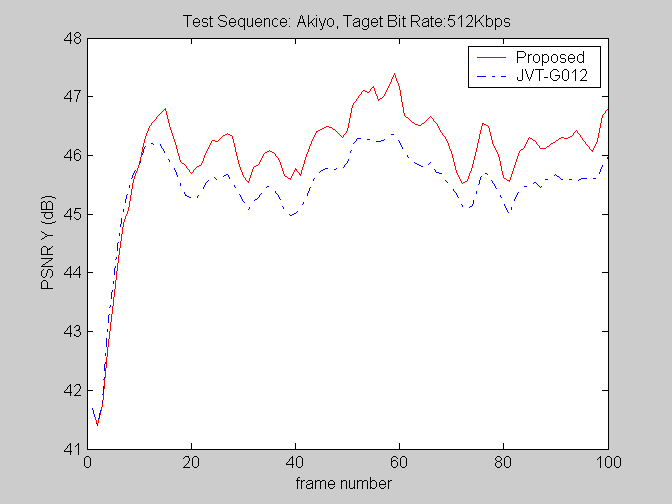 Test Sequence: Akiyo, Taget Bit Rate:512Kbps
Proposed
JVT-G012
PSNR Y (dB)
48
47
46
45
44
43
42
41
0 20 40 60 80 100
frame number